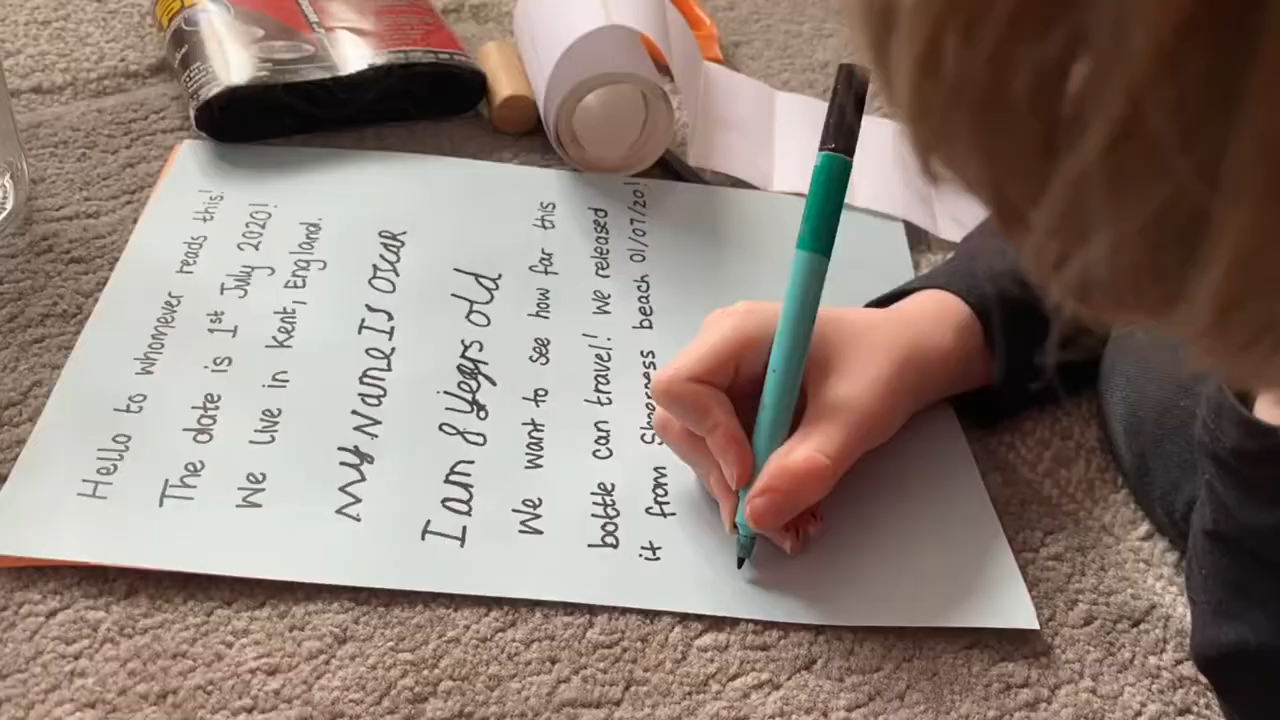 Hello to whomever reads this!
The date is 1st July 2020!
We live in Kent, England.
My Name Is Oscar
I am 8 years old
We want to see how far this
bottle can travel! We released
it from Sheerness beach 01/07/20!